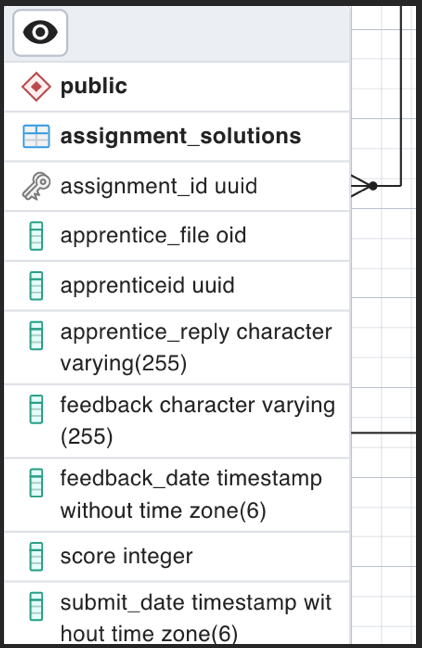 public
assignment_solutions
assignment_id uuid
apprentice_file oid
apprenticeid uuid
apprentice_reply character
varying(255)
feedback character varying
(255)
feedback_date timestamp
without time zone(6)
score integer
submit_date timestamp wit
hout time zone(6)